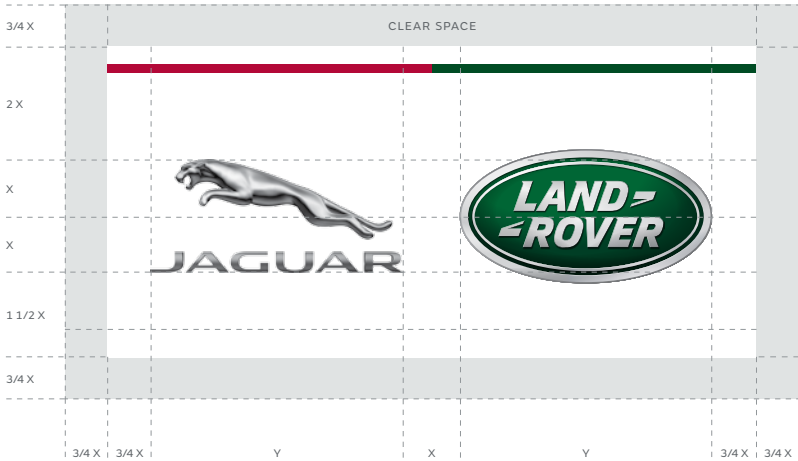 3/4 X
CLEAR SPACE
2 X
X
LAND
ROVER
X
JAGUAR
1 1/2 X
3/4 X
3/4 X 3/4 X Y X Y 3/4 X 3/4 X